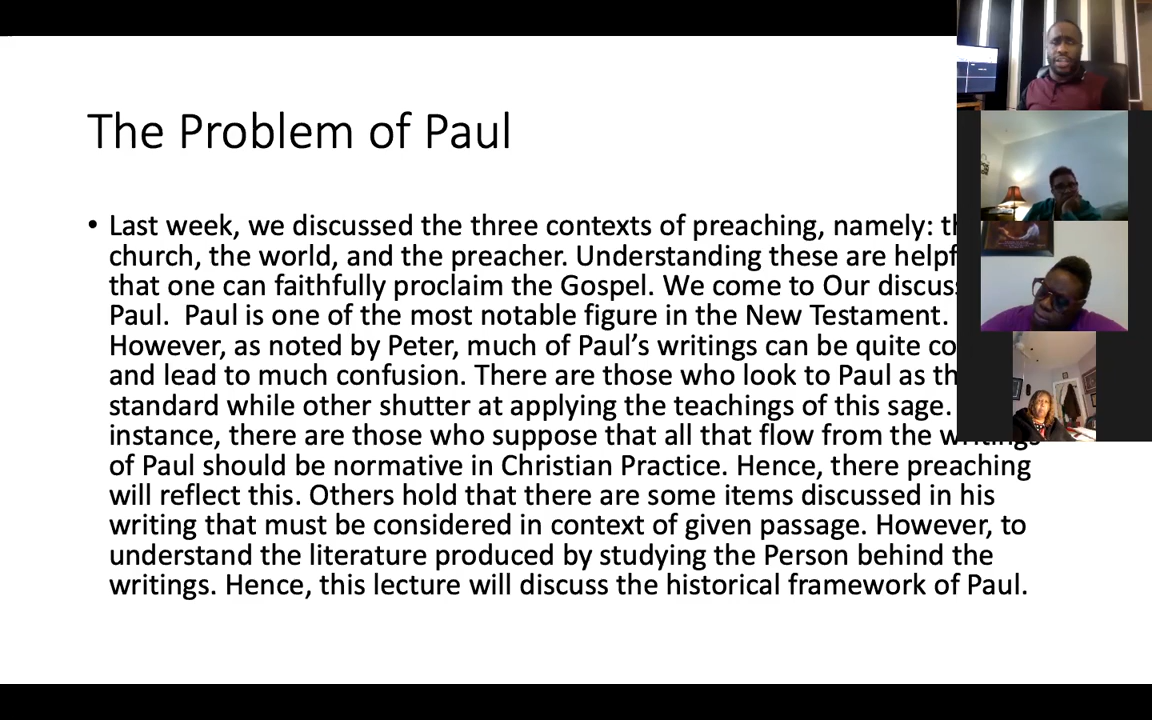 The Problem of Paul
• Last week, we discussed the three contexts of preaching, namely:
church, the world, and the preacher. Understanding these are
that one can faithfully proclaim the Gospel. We come to Our
Paul.  Paul is one of the most notable figure in the New Testament.
However, as noted by Peter, much of Paul’s writings can be quite
and lead to much confusion. There are those who look to Paul as
standard while other shutter at applying the teachings of this sage.
instance, there are those who suppose that all that flow from the writings
of Paul should be normative in Christian Practice. Hence, there preaching
will reflect this. Others hold that there are some items discussed in his
writing that must be considered in context of given passage. However, to
understand the literature produced by studying the Person behind the
writings. Hence, this lecture will discuss the historical framework of Paul.